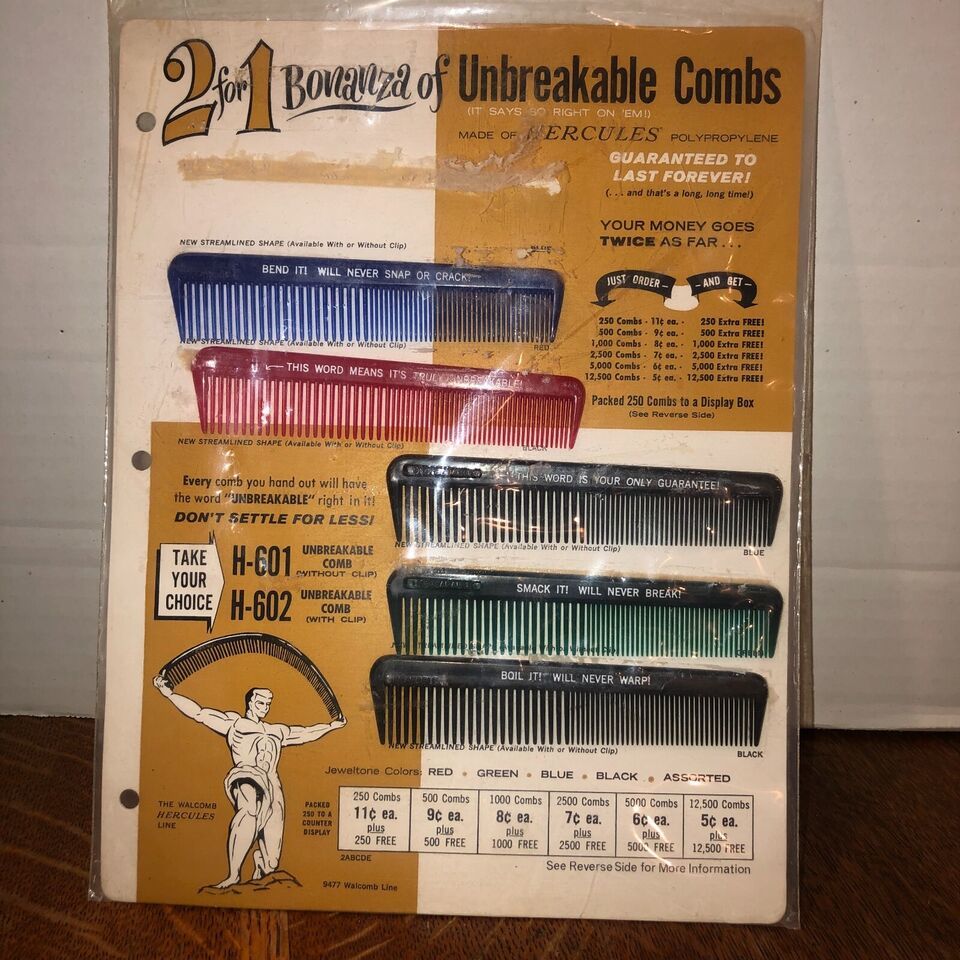 2 for 1 Bonanza of Unbreakable Combs
(IT SAYS SO RIGHT ON 'EM!)
MADE OF HERCULES POLYPROPYLENE
GUARANTEED TO
LAST FOREVER!
(...and that's a long, long time!)
YOUR MONEY GOES
TWICE AS FAR...
JUST ORDER— —AND GET—
250 Combs - 11¢ ea. - 250 Extra FREE!
500 Combs - 9¢ ea. - 500 Extra FREE!
1,000 Combs - 8¢ ea. - 1,000 Extra FREE!
2,500 Combs - 7¢ ea. - 2,500 Extra FREE!
5,000 Combs - 6¢ ea. - 5,000 Extra FREE!
12,500 Combs - 5¢ ea. - 12,500 Extra FREE!
Packed 250 Combs to a Display Box
(See Reverse Side)
NEW STREAMLINED SHAPE (Available With or Without Clip) BLUE
BEND IT! WILL NEVER SNAP OR CRACK!
NEW STREAMLINED SHAPE (Available With or Without Clip) RED
THIS WORD MEANS IT'S TRULY UNBREAKABLE!
NEW STREAMLINED SHAPE (Available With or Without Clip) BLACK
THIS WORD IS YOUR ONLY GUARANTEE!
NEW STREAMLINED SHAPE (Available With or Without Clip) BLUE
SMACK IT! WILL NEVER BREAK!
GREEN
BOIL IT! WILL NEVER WARP!
NEW STREAMLINED SHAPE (Available With or Without Clip) BLACK
Every comb you hand out will have
the word "UNBREAKABLE" right in it!
DON'T SETTLE FOR LESS!
TAKE
YOUR
CHOICE
H-601 UNBREAKABLE
COMB
(WITHOUT CLIP)
H-602 UNBREAKABLE
COMB
(WITH CLIP)
Jeweltone Colors: RED • GREEN • BLUE • BLACK • ASSORTED
THE WALCOMB
HERCULES
LINE
PACKED
250 TO A
COUNTER
DISPLAY
250 Combs 500 Combs 1000 Combs 2500 Combs 5000 Combs 12,500 Combs
11¢ ea. 9¢ ea. 8¢ ea. 7¢ ea. 6¢ ea. 5¢ ea.
plus plus plus plus plus plus
250 FREE 500 FREE 1000 FREE 2500 FREE 5000 FREE 12,500 FREE
2ABCDE
See Reverse Side for More Information
9477 Walcomb Line